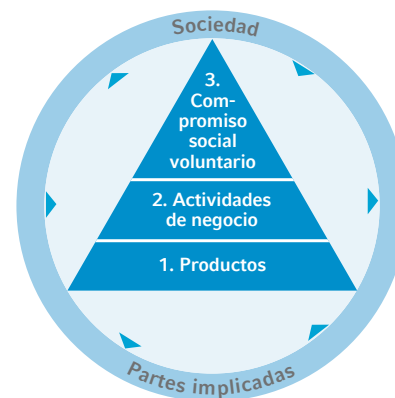 Sociedad
3.
Com-
promiso
social
voluntario
2. Actividades
de negocio
1. Productos
Partes implicadas